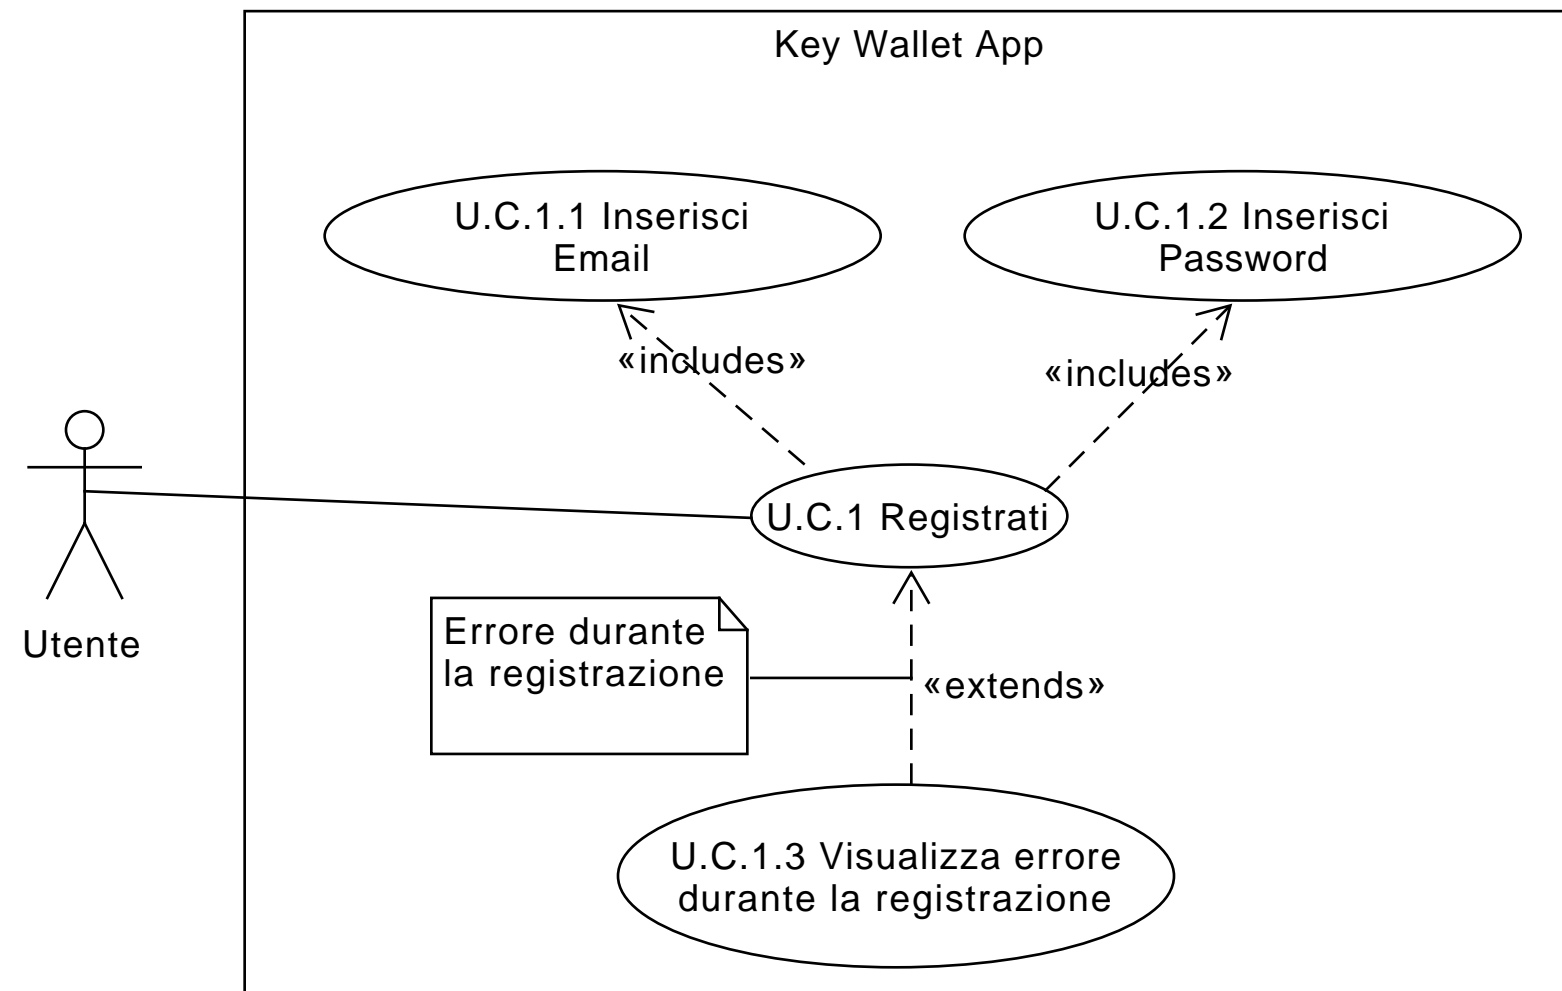 Key Wallet App
U.C.1.1 Inserisci
Email
U.C.1.2 Inserisci
Password
«includes»
«includes»
U.C.1 Registrati
Utente
Errore durante
la registrazione
«extends»
U.C.1.3 Visualizza errore
durante la registrazione